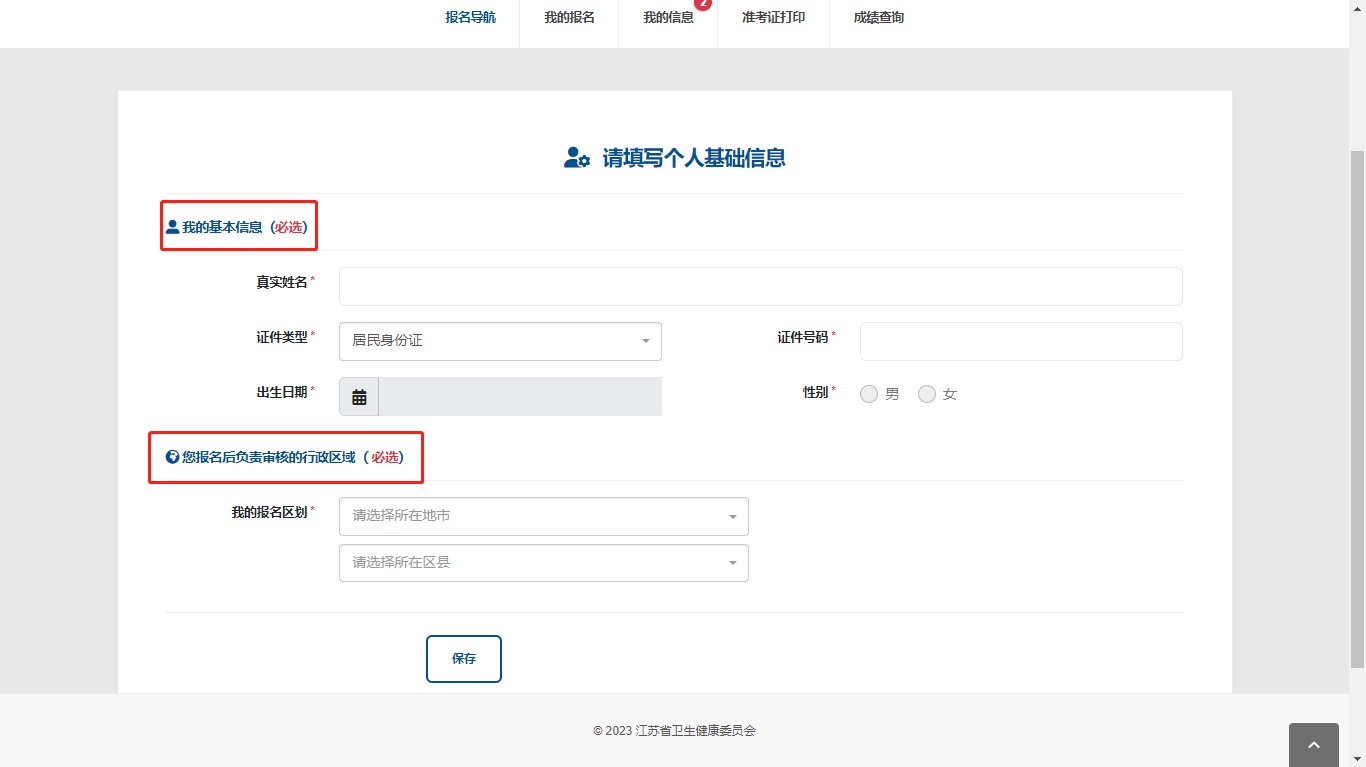 报名导航 我的报名 我的信息 2 准考证打印 成绩查询
请填写个人基础信息
我的基本信息（必选）
真实姓名 *
证件类型 * 居民身份证 证件号码 *
出生日期 * 性别 * 男 女
您报名后负责审核的行政区域（ 必选）
我的报名区划 * 请选择所在地市
请选择所在区县
保存
© 2023 江苏省卫生健康委员会